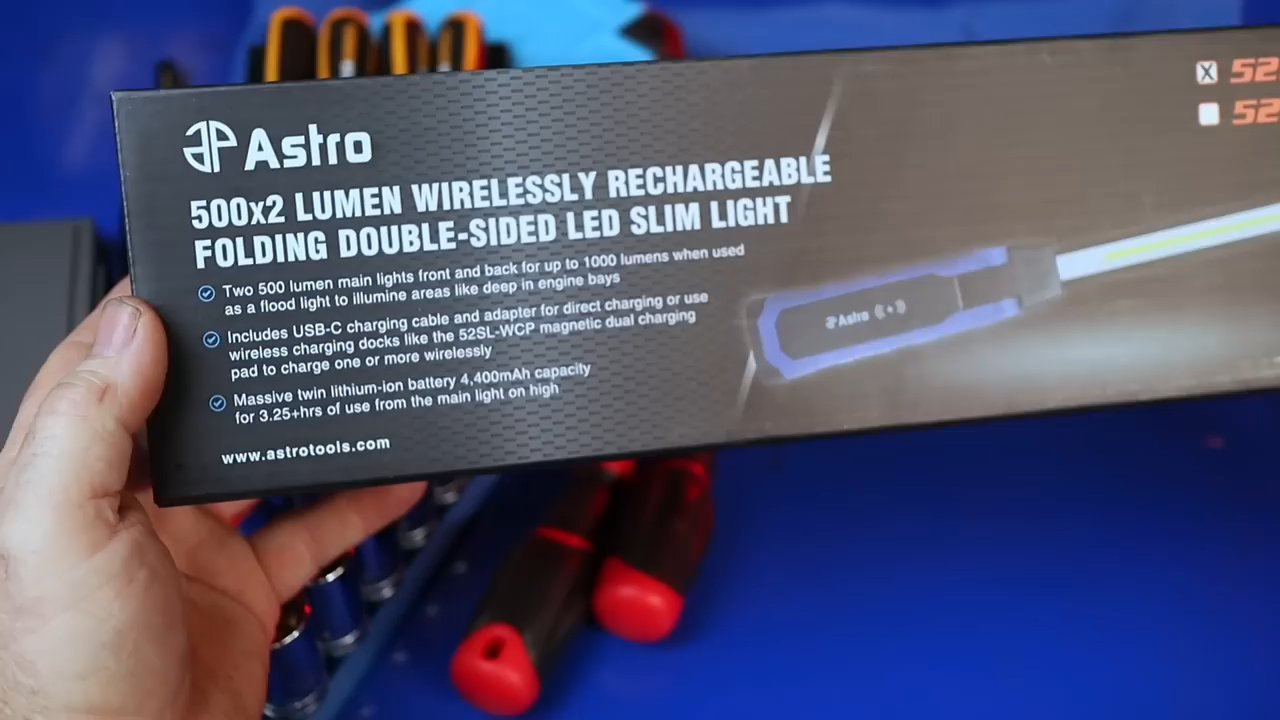 Astro
500x2 LUMEN WIRELESSLY RECHARGEABLE
FOLDING DOUBLE-SIDED LED SLIM LIGHT
Two 500 lumen main lights front and back for up to 1000 lumens when used
as a flood light to illumine areas like deep in engine bays
Includes USB-C charging cable and adapter for direct charging or use
wireless charging docks like the 52SL-WCP magnetic dual charging
pad to charge one or more wirelessly
Massive twin lithium-ion battery 4,400mAh capacity
for 3.25+hrs of use from the main light on high
www.astrotools.com
Astro
52
52